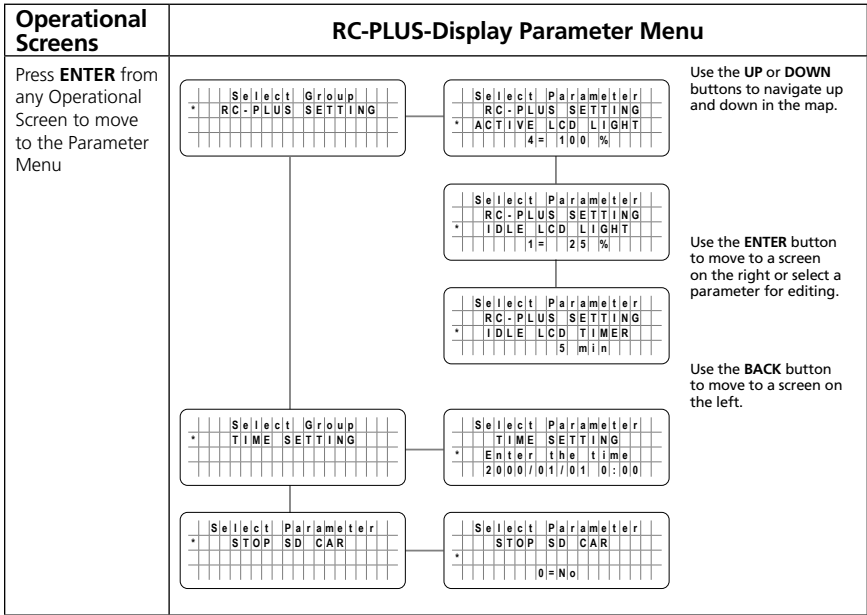 Operational
Screens
RC-PLUS-Display Parameter Menu
Press ENTER from
any Operational
Screen to move
to the Parameter
Menu
Select Group
* RC-PLUS SETTING
Select Parameter
RC-PLUS SETTING
* ACTIVE LCD LIGHT
4= 100 %
Use the UP or DOWN
buttons to navigate up
and down in the map.
Select Parameter
RC-PLUS SETTING
* IDLE LCD LIGHT
1= 25 %
Use the ENTER button
to move to a screen
on the right or select a
parameter for editing.
Select Parameter
RC-PLUS SETTING
* IDLE LCD TIMER
5 min
Use the BACK button
to move to a screen on
the left.
Select Group
* TIME SETTING
Select Parameter
TIME SETTING
* Enter the time
2000/01/01 0:00
Select Parameter
* STOP SD CAR
Select Parameter
STOP SD CAR
*
0=No